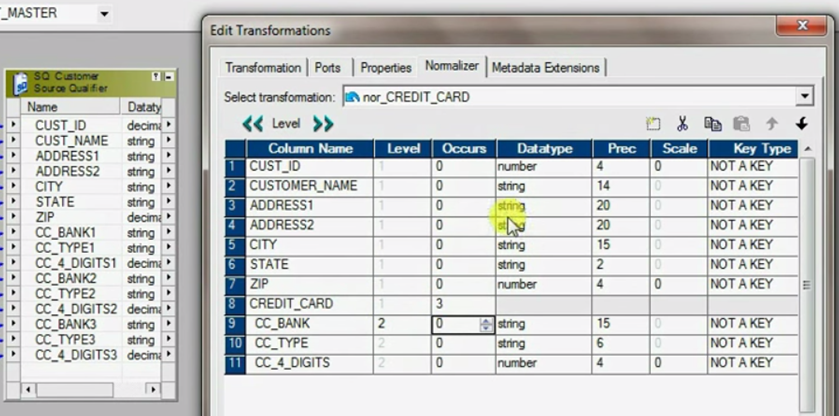 _MASTER
SQ_Customer
Source Qualifier
Name Dataty
CUST_ID decima
CUST_NAME string
ADDRESS1 string
ADDRESS2 string
CITY string
STATE string
ZIP decima
CC_BANK1 string
CC_TYPE1 string
CC_4_DIGITS1 decima
CC_BANK2 string
CC_TYPE2 string
CC_4_DIGITS2 decima
CC_BANK3 string
CC_TYPE3 string
CC_4_DIGITS3 decima
Edit Transformations
Transformation Ports Properties Normalizer Metadata Extensions
Select transformation: nor_CREDIT_CARD
Level
Column Name Level Occurs Datatype Prec Scale Key Type
1 CUST_ID 1 0 number 4 0 NOT A KEY
2 CUSTOMER_NAME 1 0 string 14 0 NOT A KEY
3 ADDRESS1 1 0 string 20 0 NOT A KEY
4 ADDRESS2 1 0 string 20 0 NOT A KEY
5 CITY 1 0 string 15 0 NOT A KEY
6 STATE 1 0 string 2 0 NOT A KEY
7 ZIP 1 0 number 4 0 NOT A KEY
8 CREDIT_CARD 1 3
9 CC_BANK 2 0 string 15 0 NOT A KEY
10 CC_TYPE 2 0 string 6 0 NOT A KEY
11 CC_4_DIGITS 2 0 number 4 0 NOT A KEY